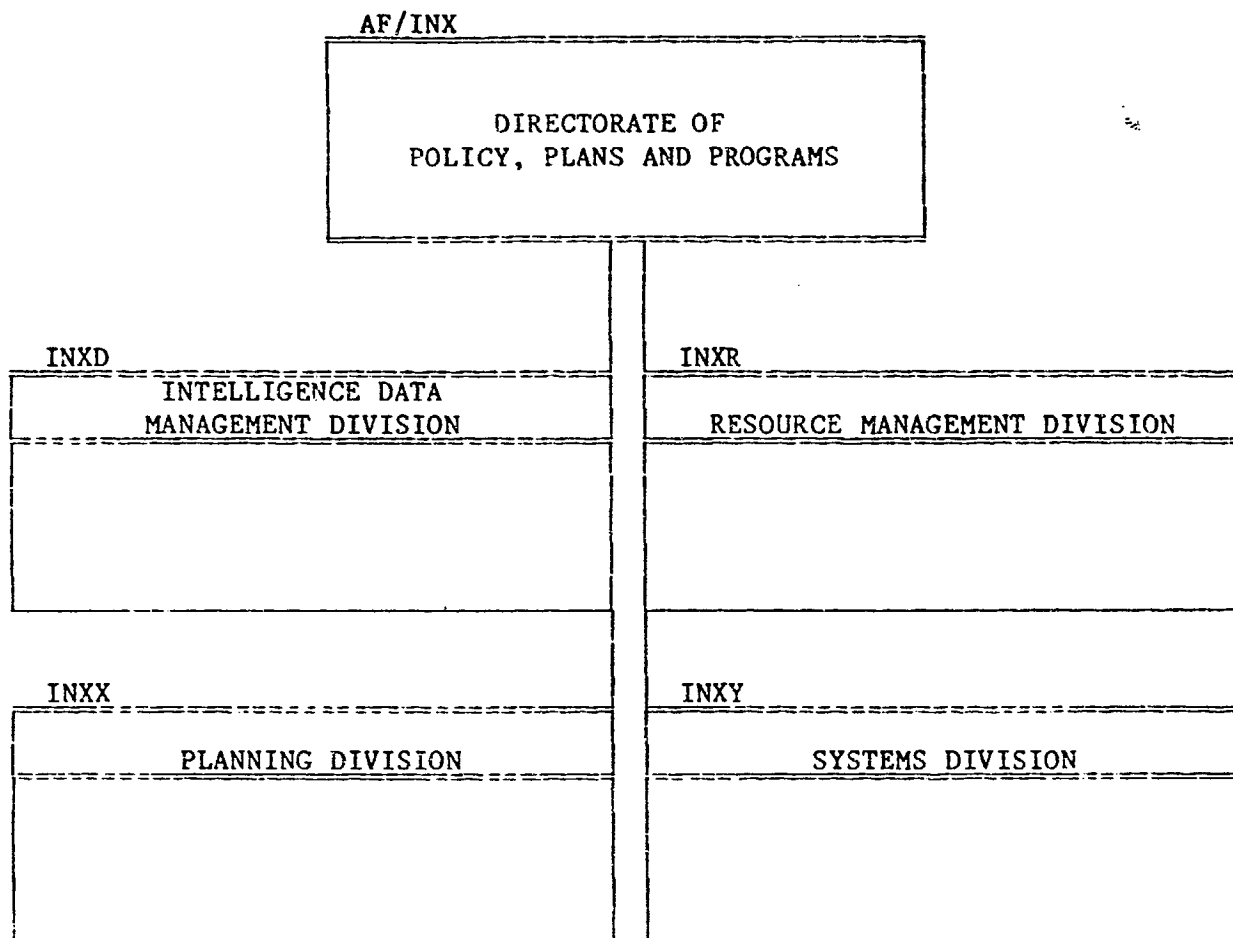 AF/INX
DIRECTORATE OF
POLICY, PLANS AND PROGRAMS
INXD
INTELLIGENCE DATA
MANAGEMENT DIVISION
INXR
RESOURCE MANAGEMENT DIVISION
INXX
PLANNING DIVISION
INXY
SYSTEMS DIVISION